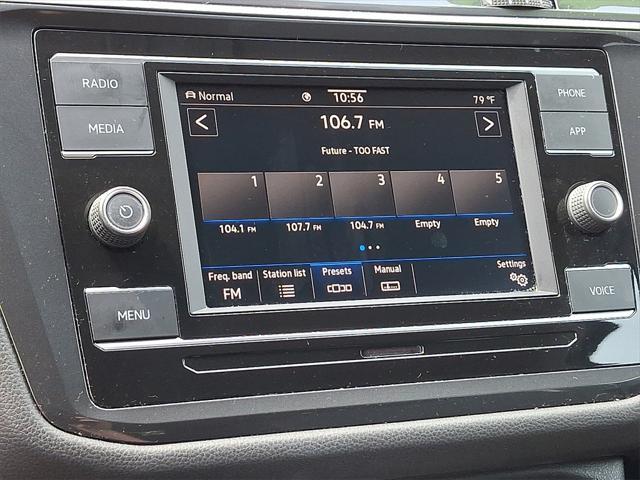 RADIO
MEDIA
MENU
PHONE
APP
VOICE
Normal 10:56 79 °F
< 106.7 FM >
Future - TOO FAST
1 2 3 4 5
104.1 FM 107.7 FM 104.7 FM Empty Empty
Freq. band Station list Presets Manual Settings
FM